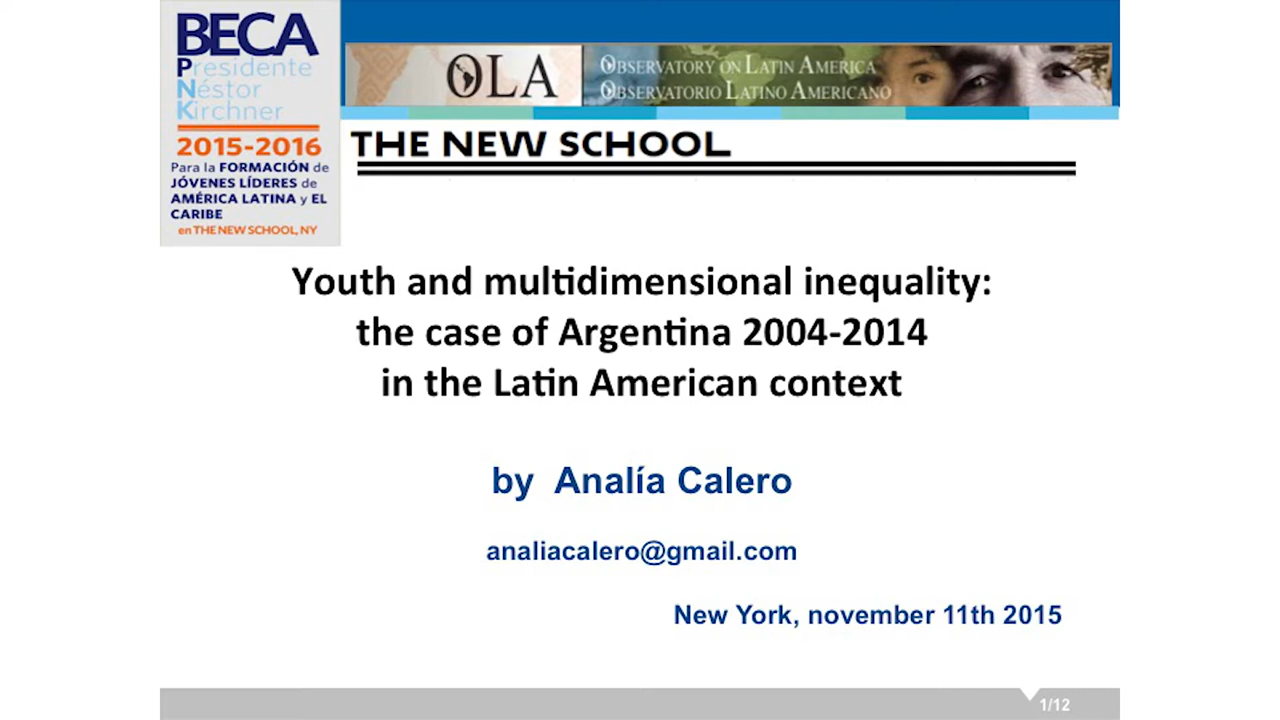 BECA
Presidente
Néstor
Kirchner
2015-2016
Para la FORMACIÓN de
JÓVENES LÍDERES de
AMÉRICA LATINA y EL
CARIBE
en THE NEW SCHOOL, NY
OLA
OBSERVATORY ON LATIN AMERICA
OBSERVATORIO LATINO AMERICANO
THE NEW SCHOOL
Youth and multidimensional inequality:
the case of Argentina 2004-2014
in the Latin American context
by Analía Calero
analiacalero@gmail.com
New York, november 11th 2015
1/12